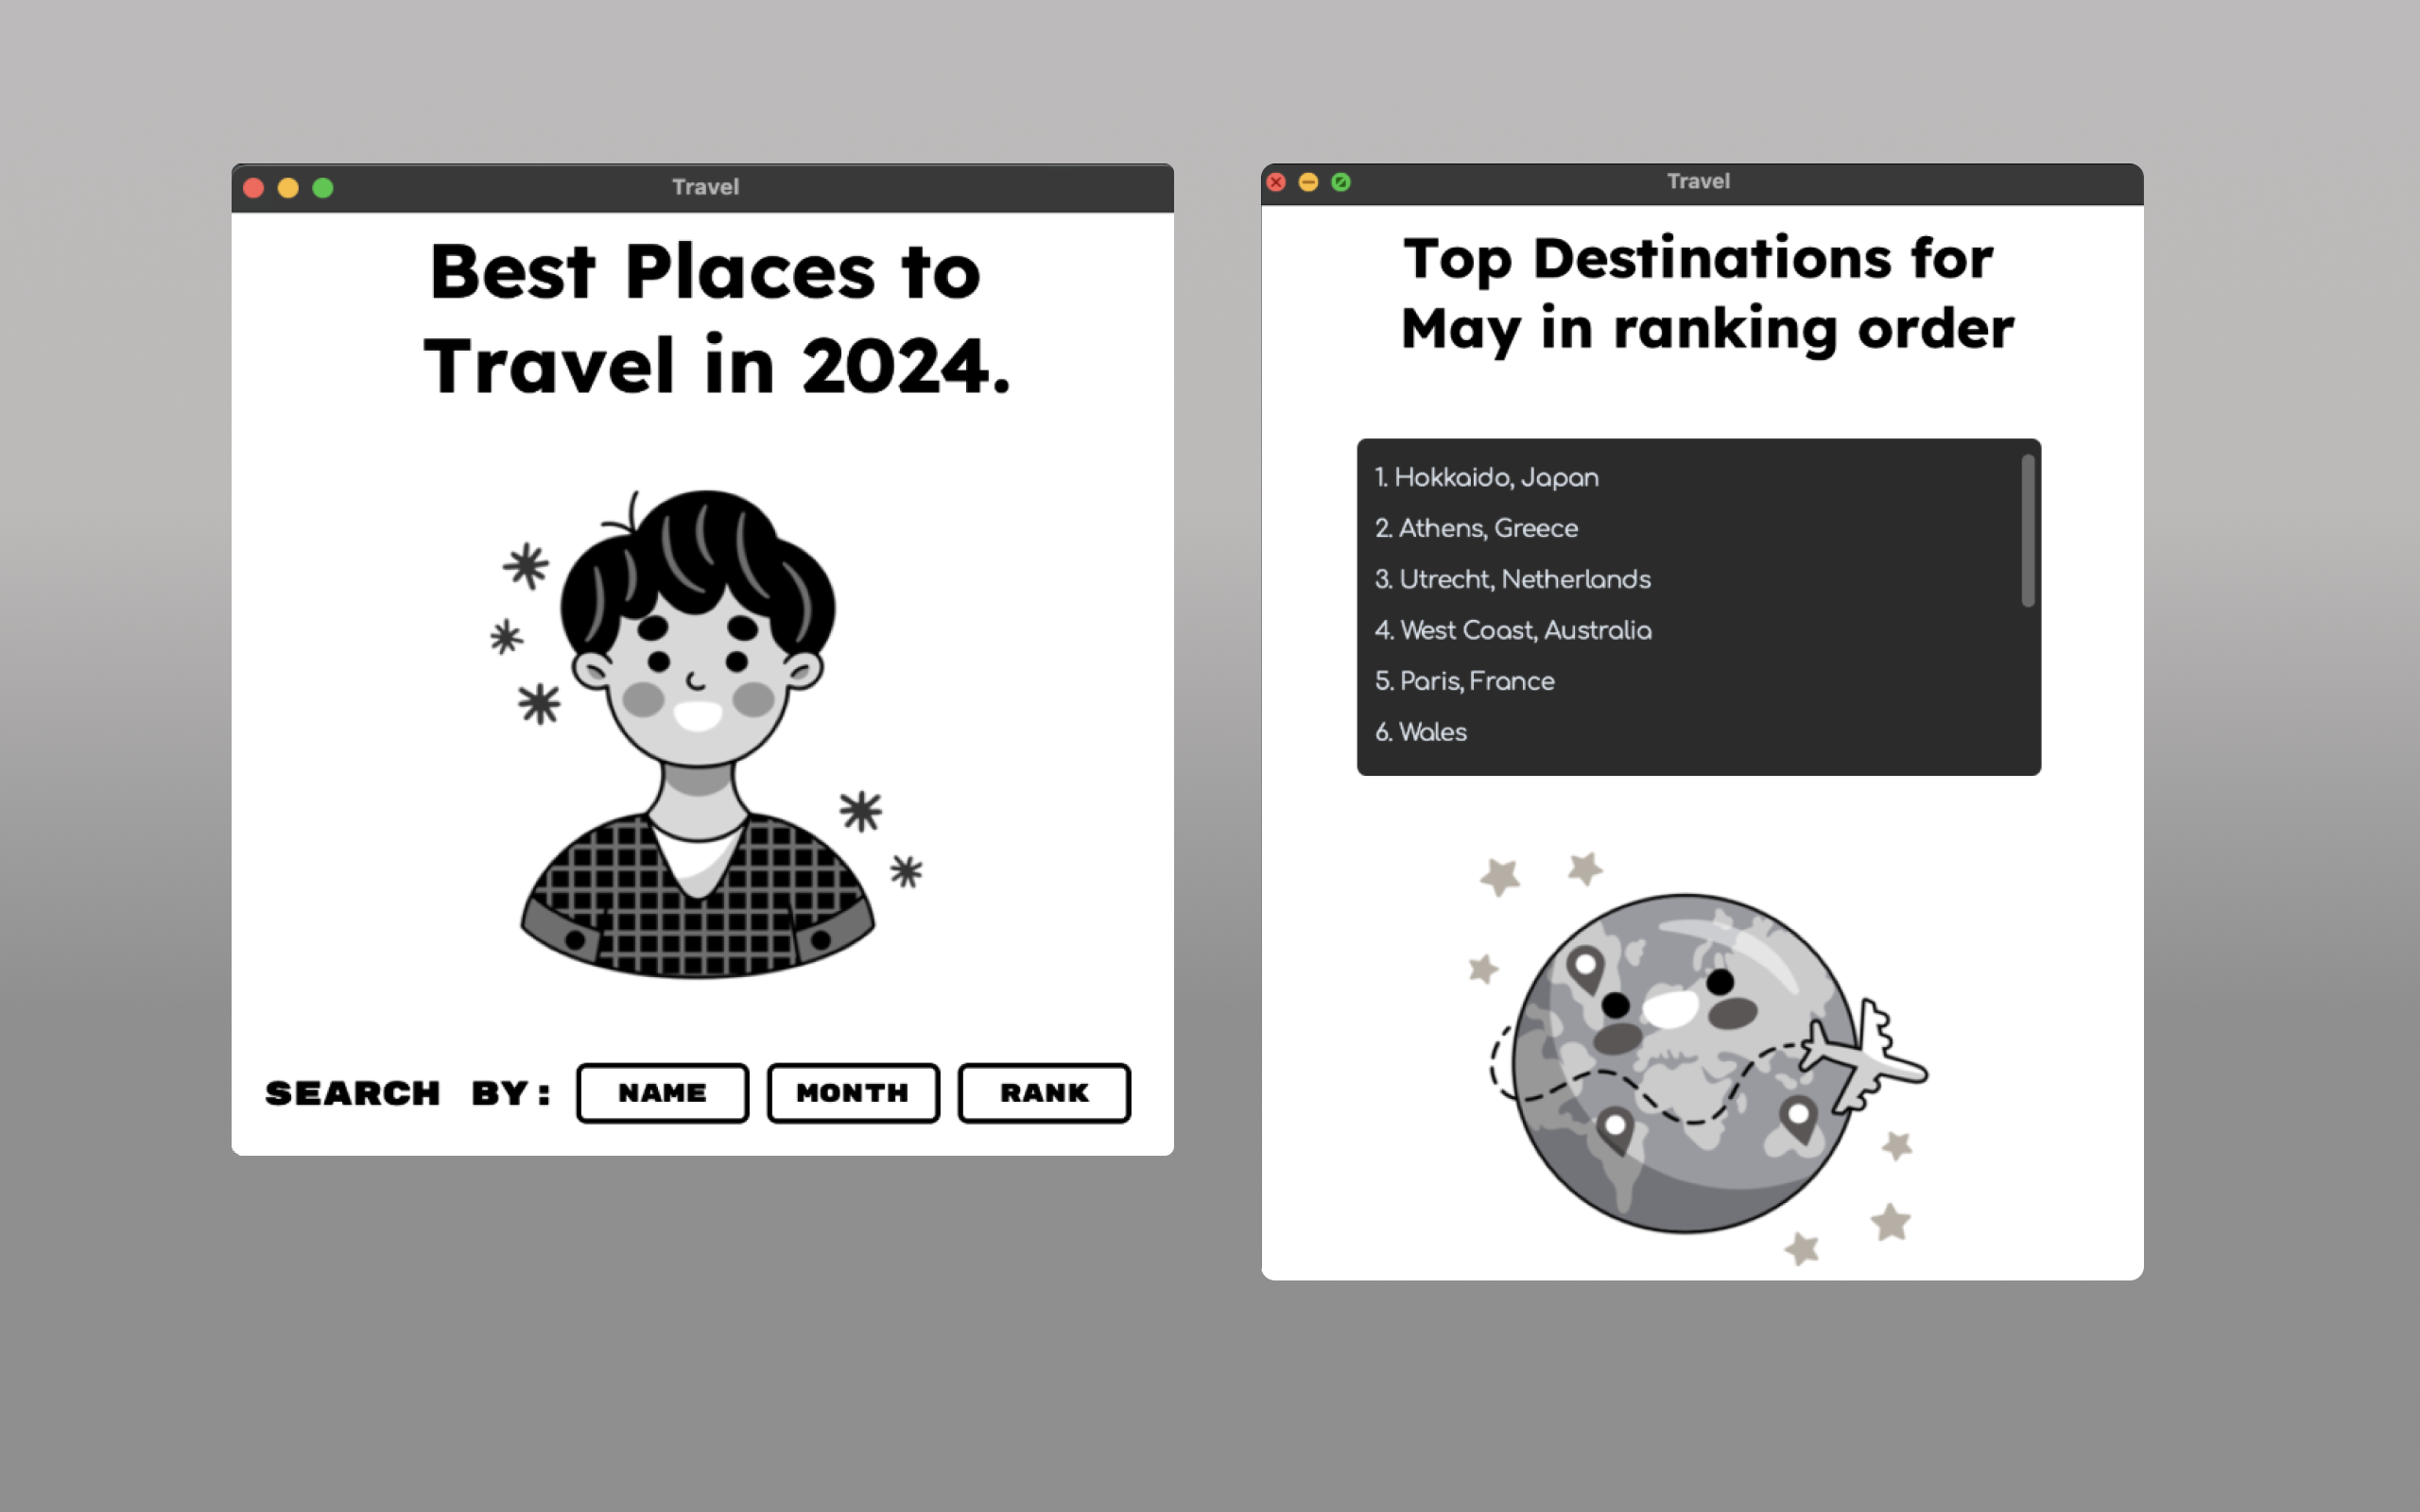 Travel
Best Places to
Travel in 2024.
SEARCH BY:
NAME
MONTH
RANK
Travel
Top Destinations for
May in ranking order
1. Hokkaido, Japan
2. Athens, Greece
3. Utrecht, Netherlands
4. West Coast, Australia
5. Paris, France
6. Wales